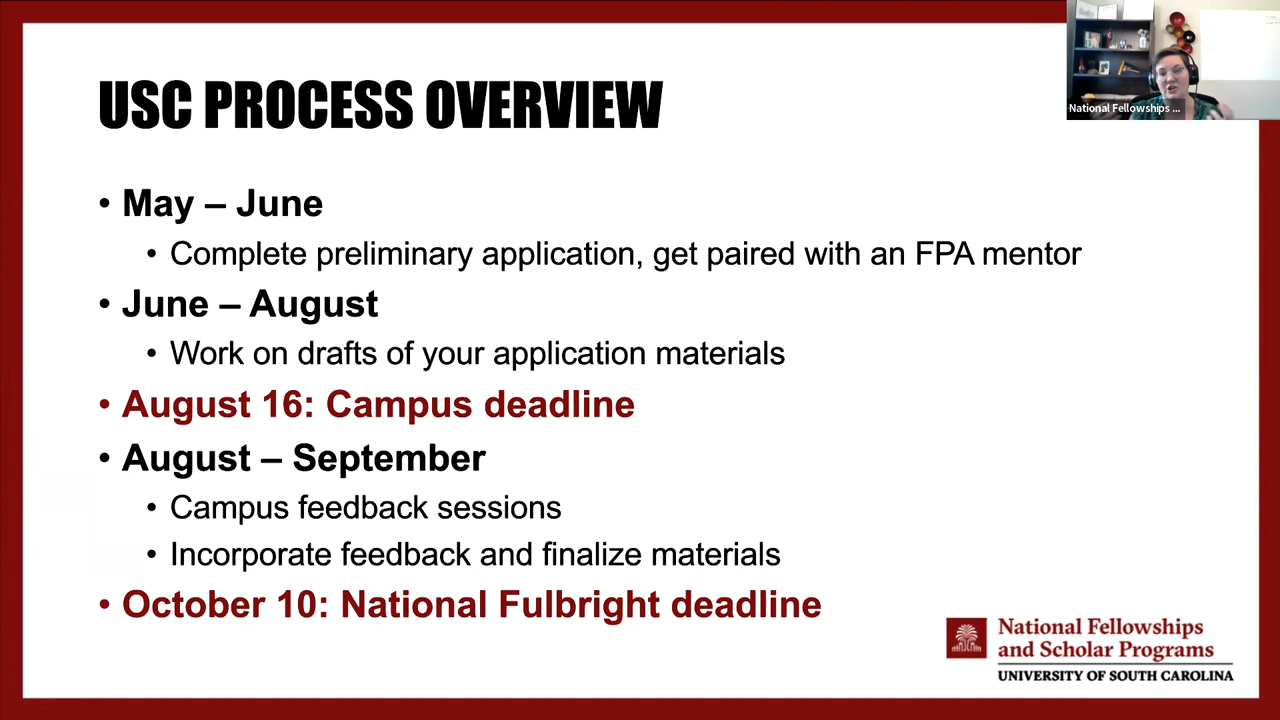 National Fellowships ...
USC PROCESS OVERVIEW
• May – June
• Complete preliminary application, get paired with an FPA mentor
• June – August
• Work on drafts of your application materials
• August 16: Campus deadline
• August – September
• Campus feedback sessions
• Incorporate feedback and finalize materials
• October 10: National Fulbright deadline
National Fellowships
and Scholar Programs
UNIVERSITY OF SOUTH CAROLINA